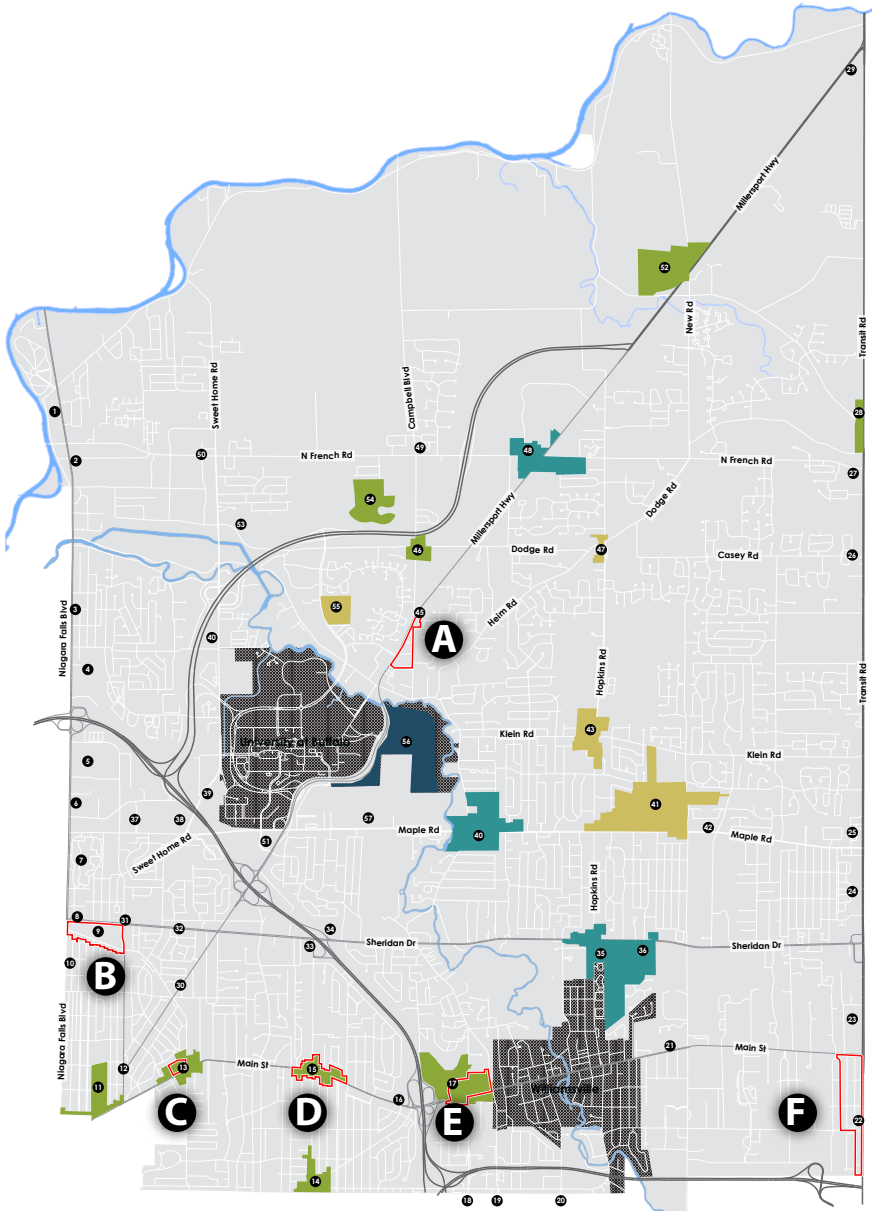 29
Millersport Hwy
52
New Rd
Transit Rd
Sweet Home Rd
Campbell Blvd
1
28
2
50
N French Rd
49
48
N French Rd
27
54
Dodge Rd
53
Millersport Hwy
46
Dodge Rd
47
Casey Rd
26
3
55
45
Helm Rd
A
40
Niagara Falls Blvd
4
Hopkins Rd
Transit Rd
43
University of Buffalo
56
Klein Rd
Klein Rd
5
39
6
37
38
57
Maple Rd
40
41
42
Maple Rd
25
51
Sweet Home Rd
7
Hopkins Rd
24
8
31
9
32
34
33
Sheridan Dr
35
36
Sheridan Dr
10
B
30
23
Niagara Falls Blvd
21
Main St
12
13
Main St
15
11
17
16
Williamsville
C
D
E
F
22
14
18
19
20